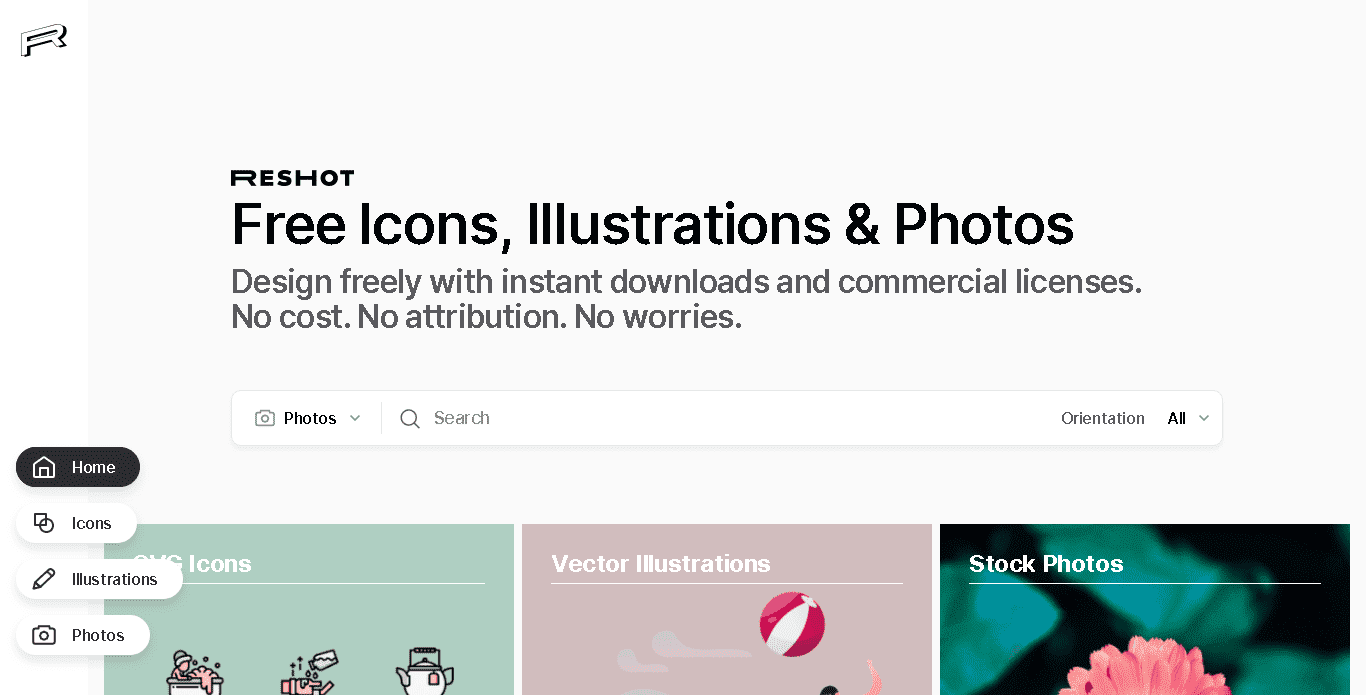 RESHOT
Free Icons, Illustrations & Photos
Design freely with instant downloads and commercial licenses.
No cost. No attribution. No worries.
Photos
Search
Orientation All
Home
Icons
Illustrations
Photos
SVG Icons
Vector Illustrations
Stock Photos